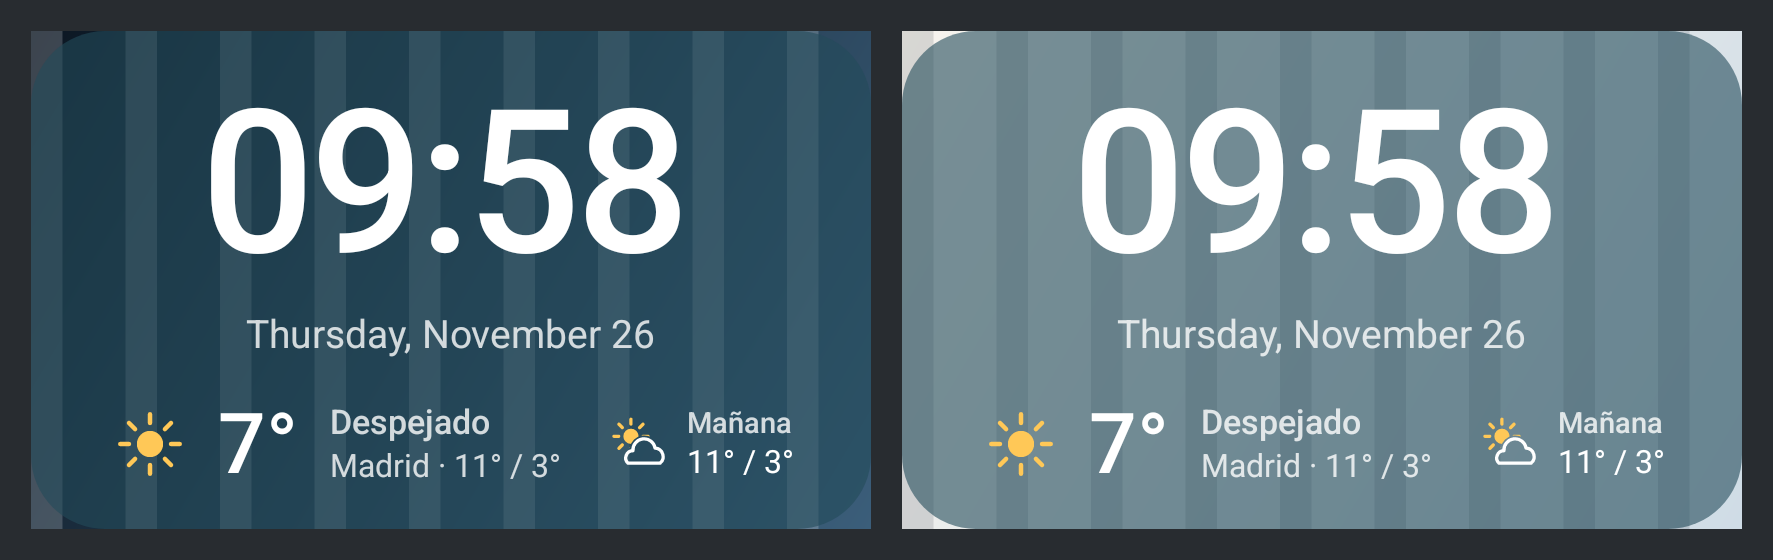 09:58
Thursday, November 26
7°
Despejado
Madrid · 11° / 3°
Mañana
11° / 3°
09:58
Thursday, November 26
7°
Despejado
Madrid · 11° / 3°
Mañana
11° / 3°